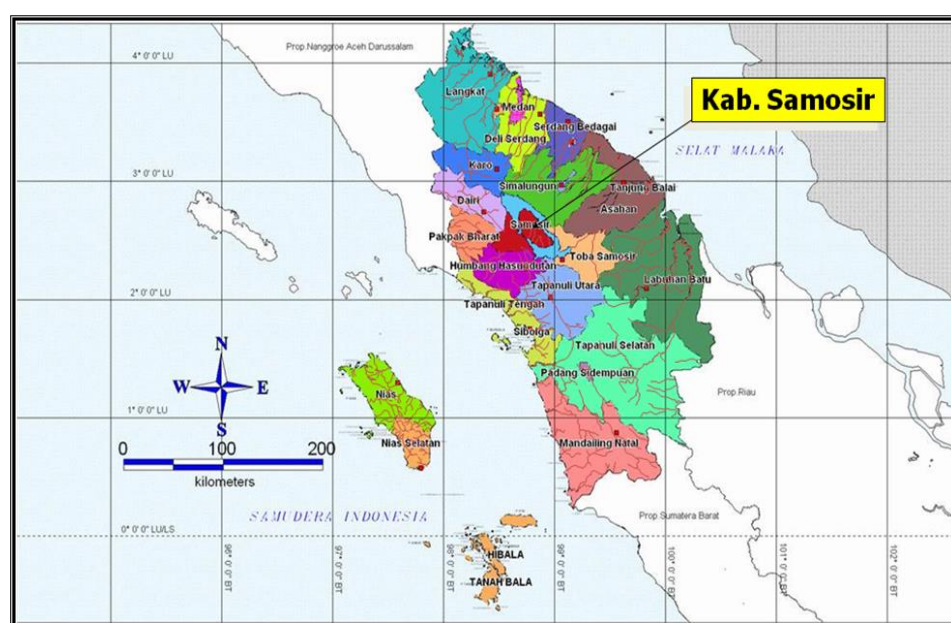 Prop.Nanggroe Aceh Darussalam
4° 0' 0" LU
Langkat
Medan
Kab. Samosir
Serdang Bedagai
Deli Serdang
SELAT MALAKA
Karo
3° 0' 0" LU
Simalungun
Tanjung Balai
Dairi
Asahan
Samosir
Pakpak Bharat
Toba Samosir
Humbang Hasundutan
Labuhan Batu
Tapanuli Utara
2° 0' 0" LU
Tapanuli Tengah
Sibolga
Tapanuli Selatan
N
Padang Sidempuan
W
E
Nias
Prop.Riau
1° 0' 0" LU
S
0
100
200
Nias Selatan
Mandailing Natal
kilometers
SAMUDERA INDONESIA
Prop.Sumatera Barat
0° 0' 0" LU/LS
96° 0' 0" BT
97° 0' 0" BT
98° 0' 0" BT
99° 0' 0" BT
100° 0' 0" BT
101° 0' 0" BT
102° 0' 0" BT
HIBALA
TANAH BALA